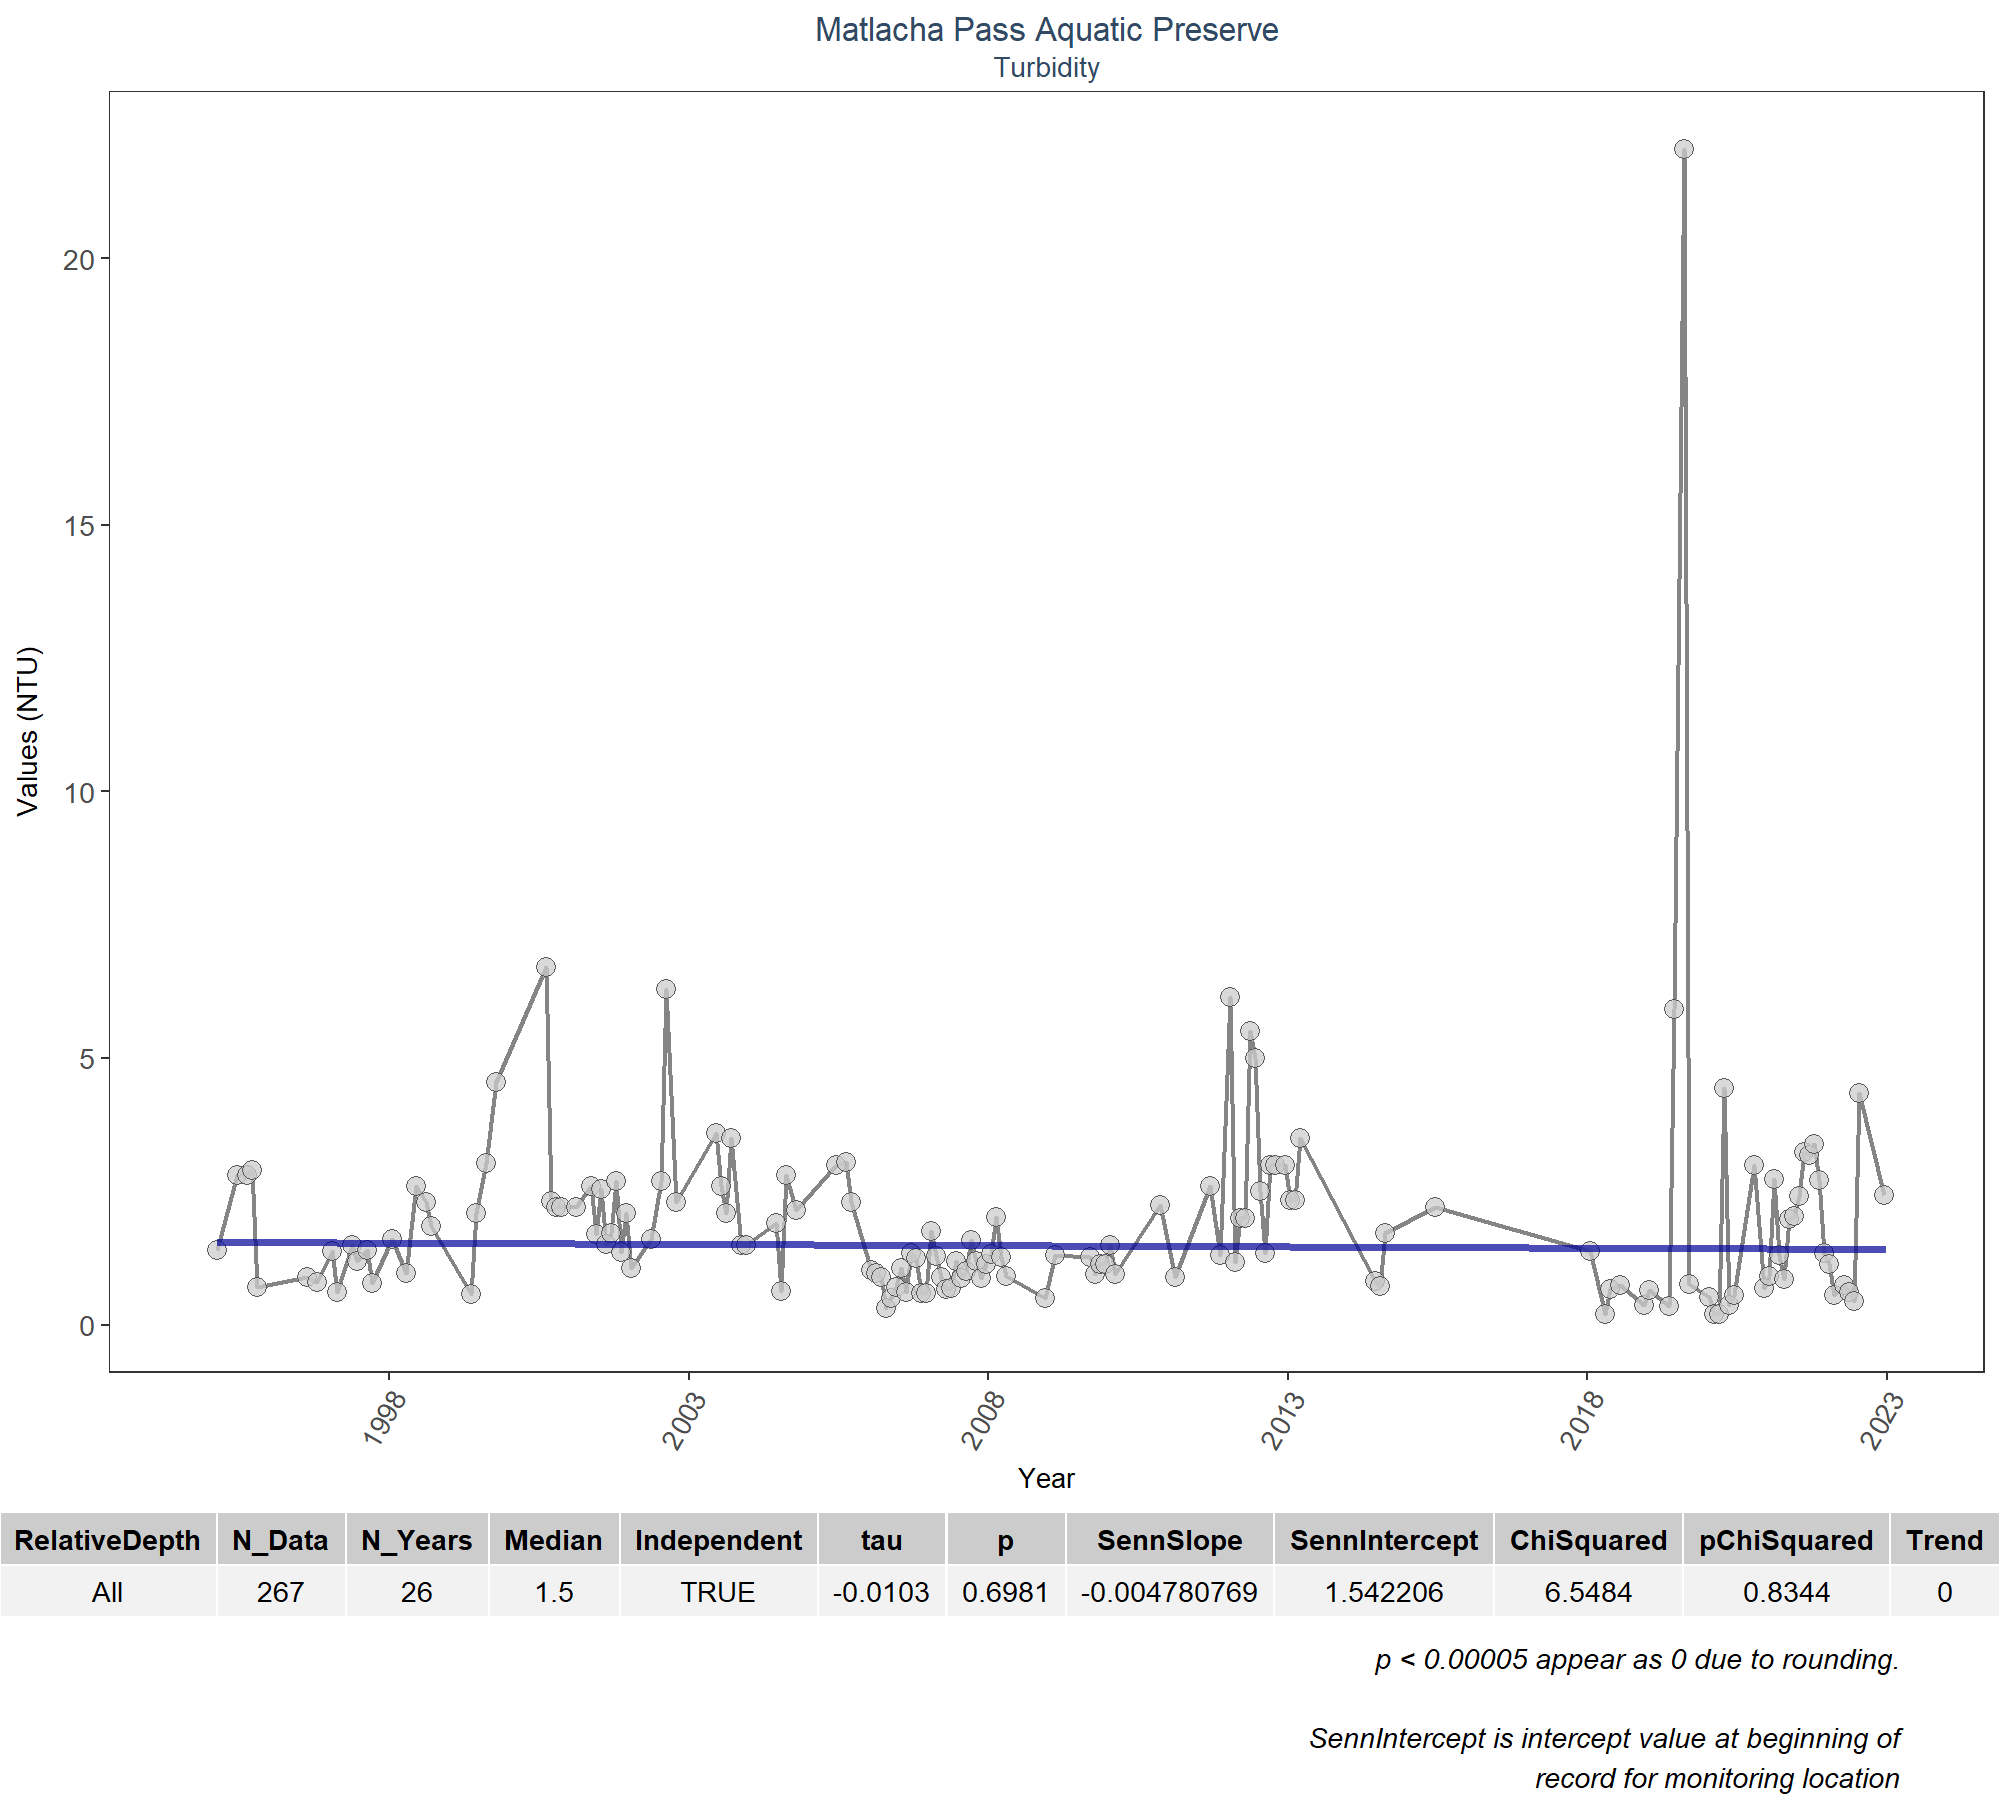 Matlacha Pass Aquatic Preserve
Turbidity
Values (NTU)
20
15
10
5
0
1998 2003 2008 2013 2018 2023
Year
RelativeDepth N_Data N_Years Median Independent tau p SennSlope SennIntercept ChiSquared pChiSquared Trend
All 267 26 1.5 TRUE -0.0103 0.6981 -0.004780769 1.542206 6.5484 0.8344 0
p < 0.00005 appear as 0 due to rounding.
SennIntercept is intercept value at beginning of
record for monitoring location